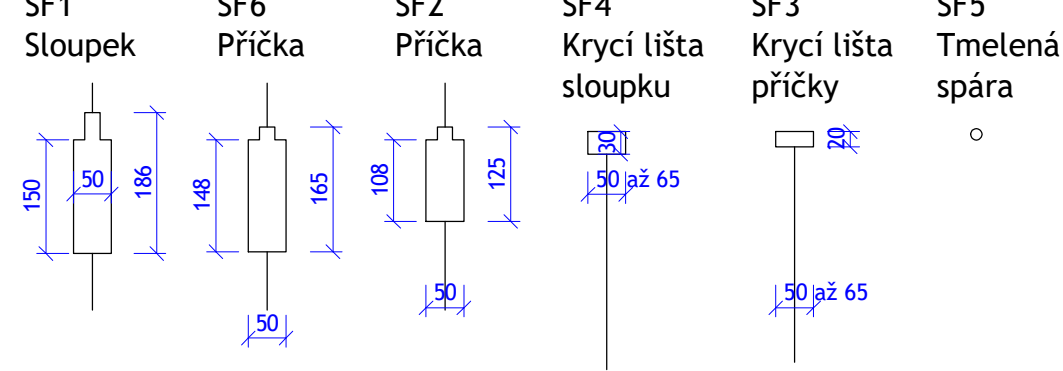 SF1
Sloupek
SF6
Příčka
SF2
Příčka
SF4
Krycí lišta
sloupku
SF3
Krycí lišta
příčky
SF5
Tmelená
spára
150
50
186
148
165
50
108
125
50
30
50 až 65
20
50 až 65